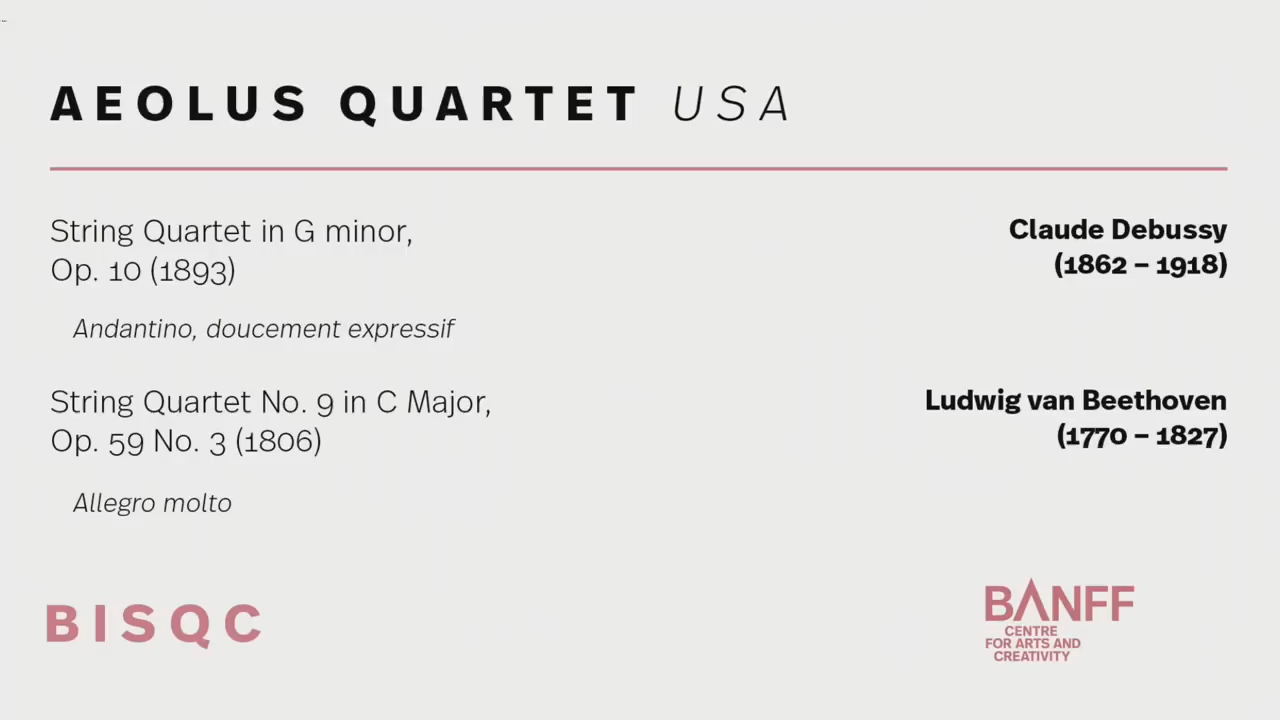 AEOLUS QUARTET USA
String Quartet in G minor,
Op. 10 (1893)
Claude Debussy
(1862 – 1918)
Andantino, doucement expressif
String Quartet No. 9 in C Major,
Op. 59 No. 3 (1806)
Ludwig van Beethoven
(1770 – 1827)
Allegro molto
BISQC
BANFF
CENTRE
FOR ARTS AND
CREATIVITY